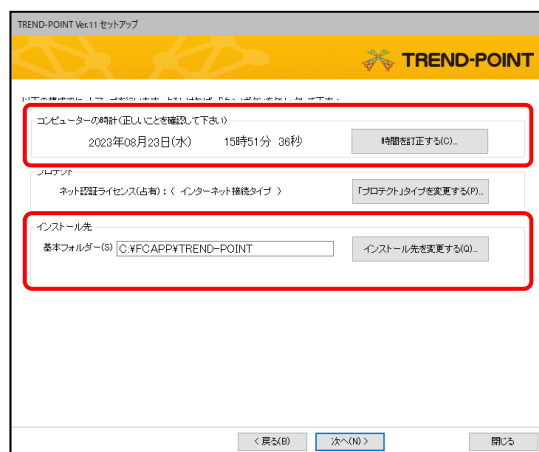 TREND-POINT Ver.11 セットアップ
TREND-POINT
コンピューターの時計(正しいことを確認して下さい)
2023年08月23日(水) 15時51分 36秒
時間を訂正する(C)...
プロテクト
ネット認証ライセンス(占有):〈 インターネット接続タイプ 〉
「プロテクト」タイプを変更する(P)...
インストール先
基本フォルダー(S) C:¥FCAPP¥TREND-POINT
インストール先を変更する(Q)...
< 戻る(B)
次へ(N) >
閉じる